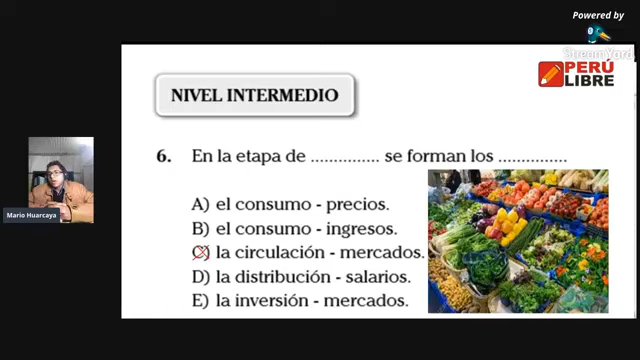 Powered by
StreamYard
PERÚ
LIBRE
NIVEL INTERMEDIO
6. En la etapa de ............... se forman los ...............
A) el consumo - precios.
B) el consumo - ingresos.
C) la circulación - mercados.
D) la distribución - salarios.
E) la inversión - mercados.
Mario Huarcaya